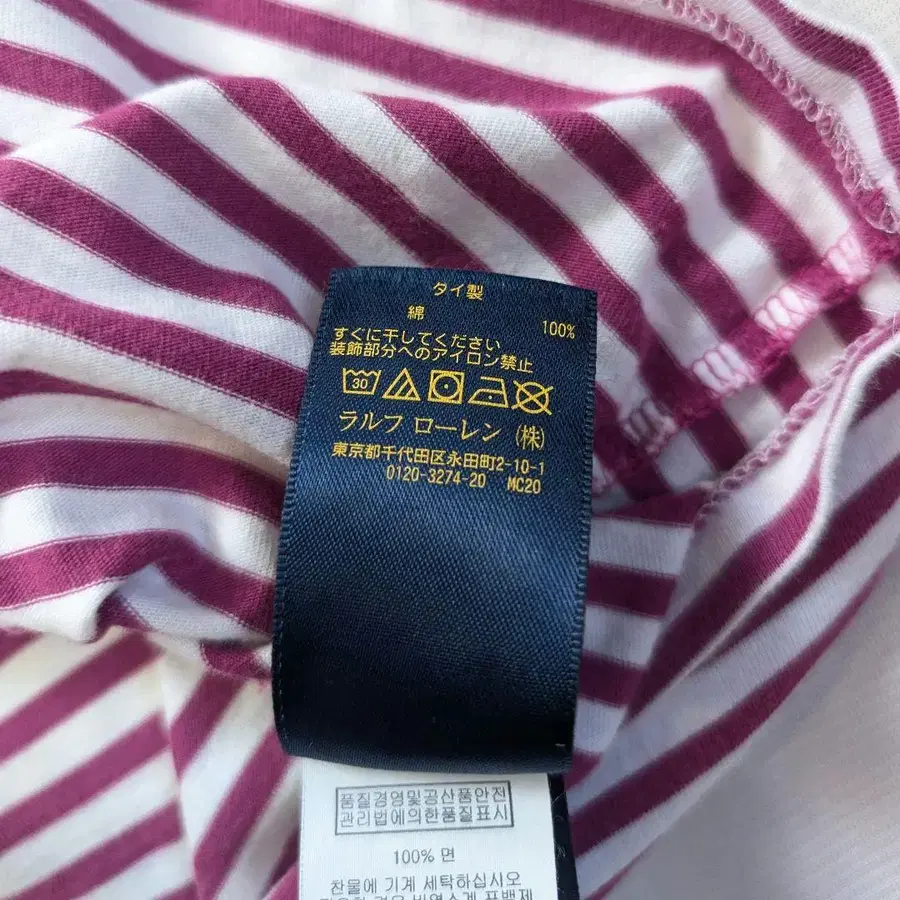 タイ製
綿 100%
すぐに干してください
装飾部分へのアイロン禁止
30
ラルフ ローレン (株)
東京都千代田区永田町2-10-1
0120-3274-20 MC20
품질경영및공산품안전
관리법에의한품질표시
100% 면
찬물에 기계 세탁하십시오